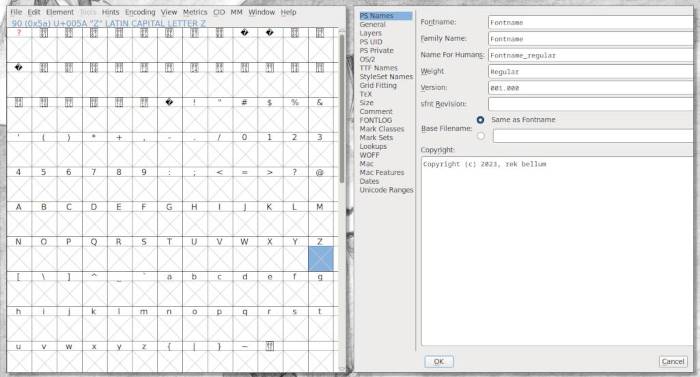 File Edit Element Tools Hints Encoding View Metrics CID MM Window Help
90 (0x5a) U+005A "Z" LATIN CAPITAL LETTER Z
?
! " # $ % &
' ( ) * + , - . / 0 1 2 3
4 5 6 7 8 9 : ; < = > ? @
A B C D E F G H I J K L M
N O P Q R S T U V W X Y Z
[ \ ] ^ _ ` a b c d e f g
h i j k l m n o p q r s t
u v w x y z { | } ~
PS Names
General
Layers
PS UID
PS Private
OS/2
TTF Names
StyleSet Names
Grid Fitting
TεX
Size
Comment
FONTLOG
Mark Classes
Mark Sets
Lookups
WOFF
Mac
Mac Features
Dates
Unicode Ranges
Fontname: Fontname
Family Name: Fontname
Name For Humans: Fontname_regular
Weight Regular
Version: 001.000
sfnt Revision:
Same as Fontname
Base Filename:
Copyright:
Copyright (c) 2023, rek bellum
OK Cancel